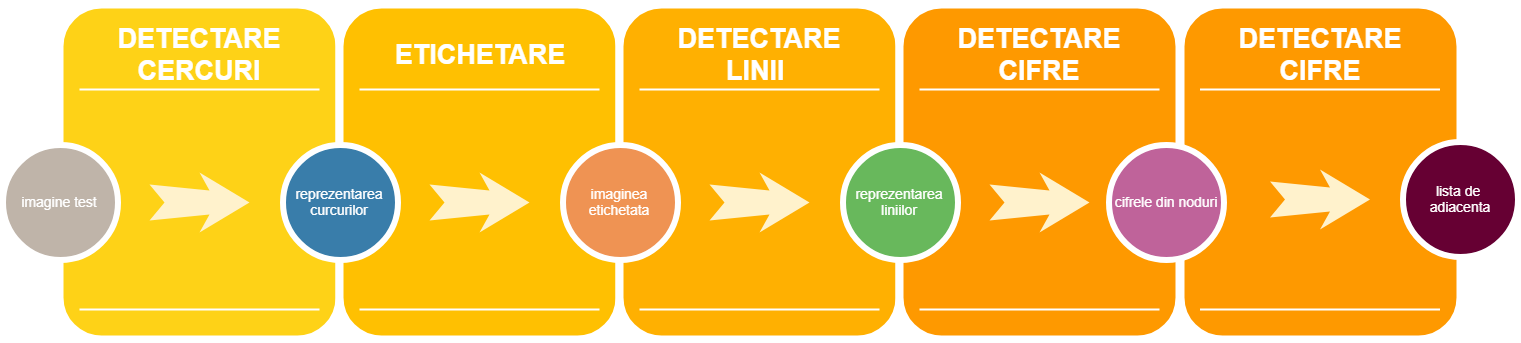 DETECTARE
CERCURI
ETICHETARE
DETECTARE
LINII
DETECTARE
CIFRE
DETECTARE
CIFRE
imagine test
reprezentarea
curcurilor
imaginea
etichetata
reprezentarea
liniilor
cifrele din noduri
lista de
adiacenta